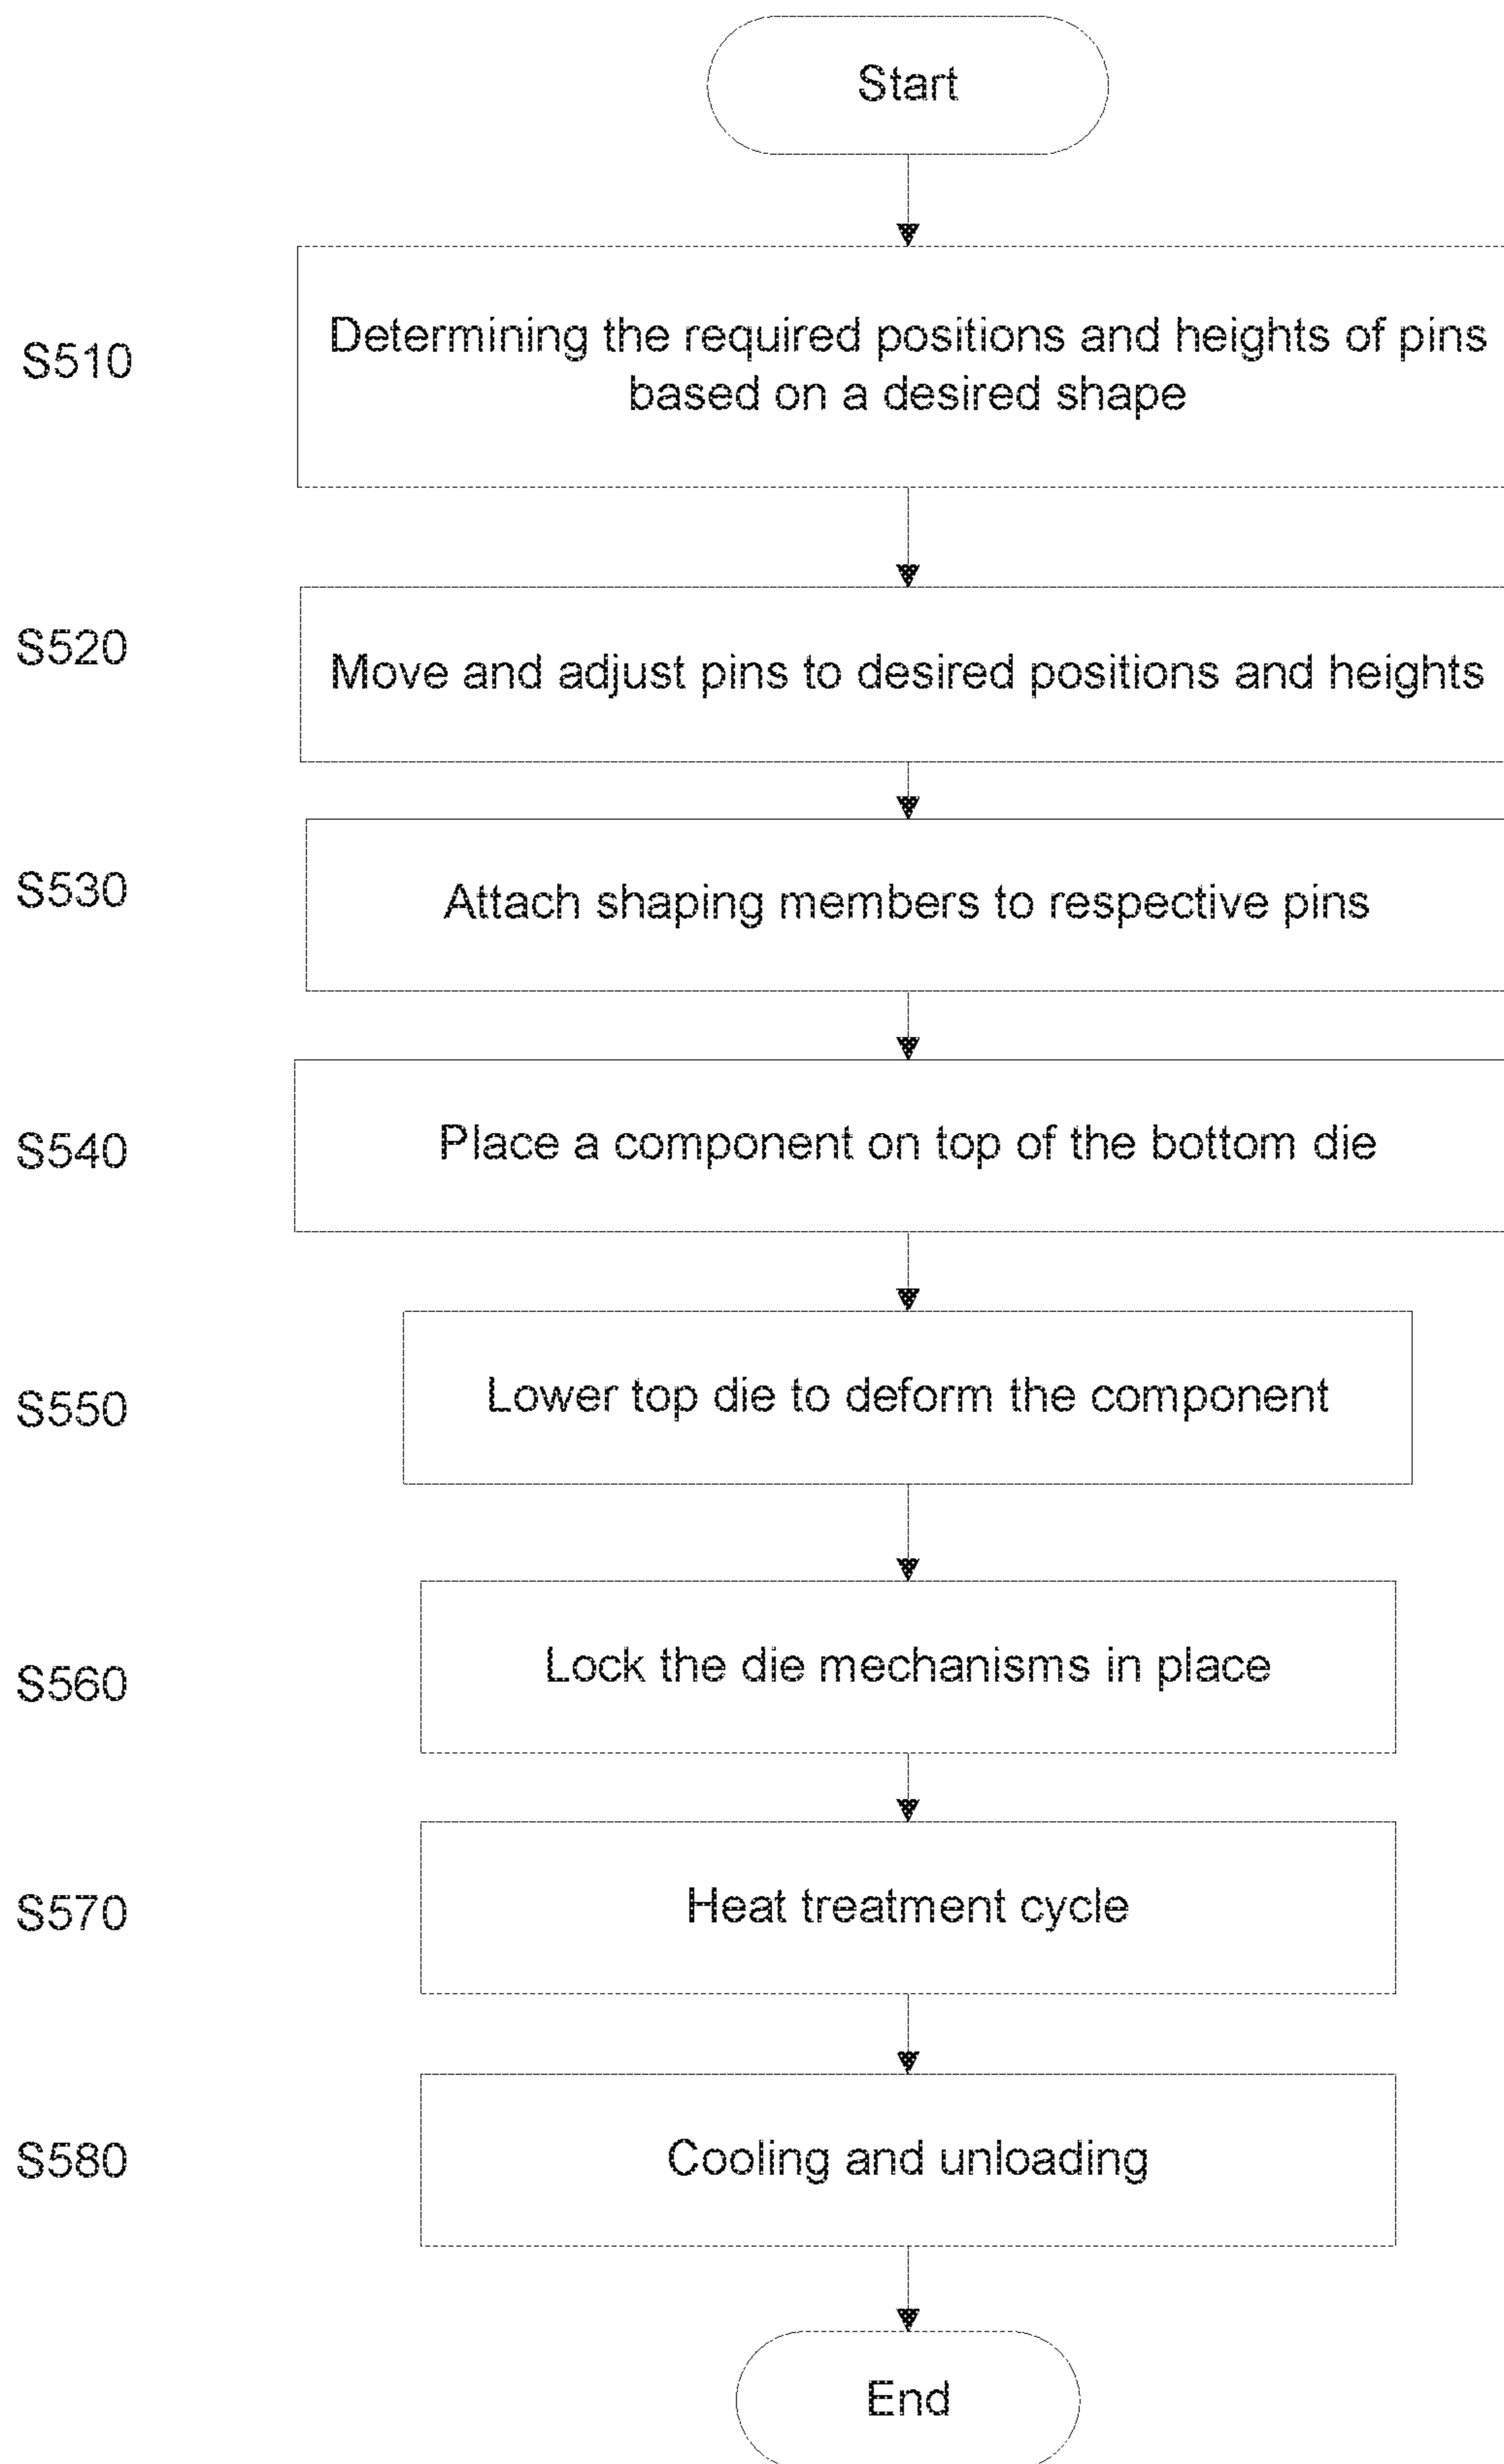 Start
S510
Determining the required positions and heights of pins
based on a desired shape
S520
Move and adjust pins to desired positions and heights
S530
Attach shaping members to respective pins
S540
Place a component on top of the bottom die
S550
Lower top die to deform the component
S560
Lock the die mechanisms in place
S570
Heat treatment cycle
S580
Cooling and unloading
End